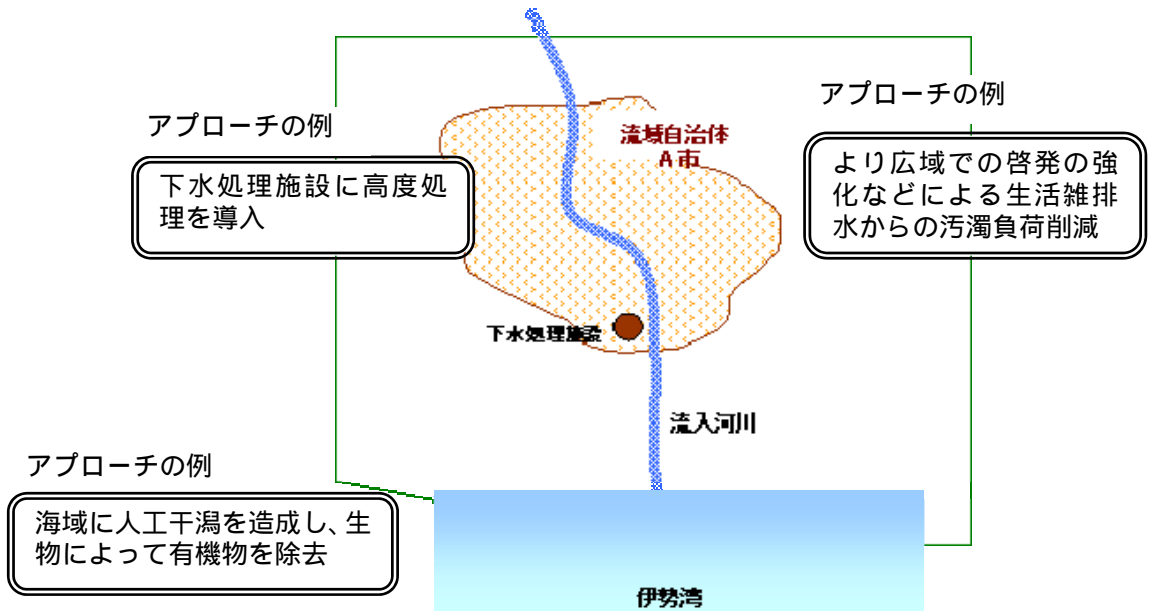 アプローチの例
下水処理施設に高度処
理を導入
流域自治体
A市
アプローチの例
より広域での啓発の強
化などによる生活雑排
水からの汚濁負荷削減
下水処理施設
流入河川
アプローチの例
海域に人工干潟を造成し、生
物によって有機物を除去
伊勢湾